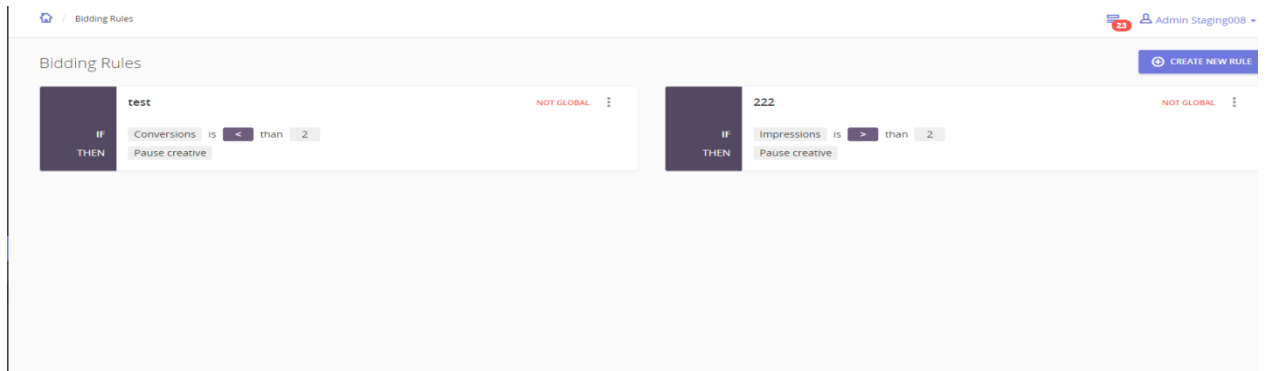 / Bidding Rules
23 Admin Staging008
Bidding Rules
CREATE NEW RULE
test NOT GLOBAL
IF Conversions is < than 2
THEN Pause creative
222 NOT GLOBAL
IF Impressions is > than 2
THEN Pause creative